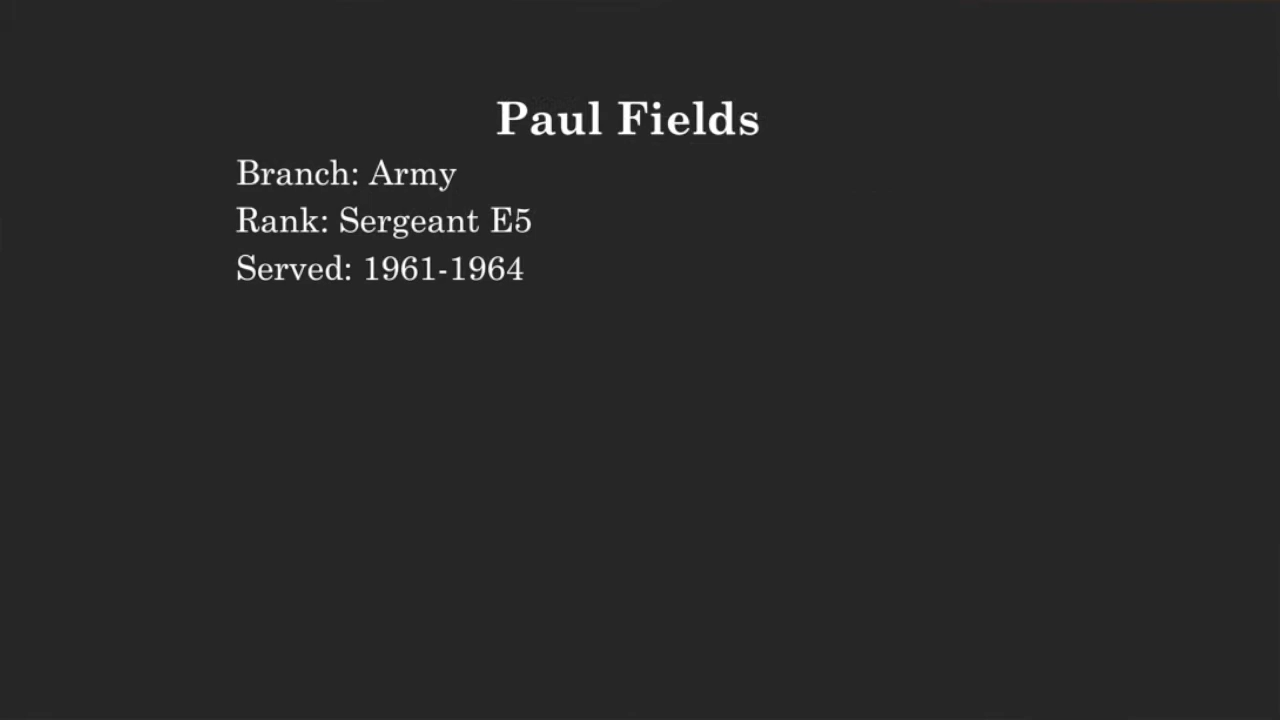 Paul Fields
Branch: Army
Rank: Sergeant E5
Served: 1961-1964